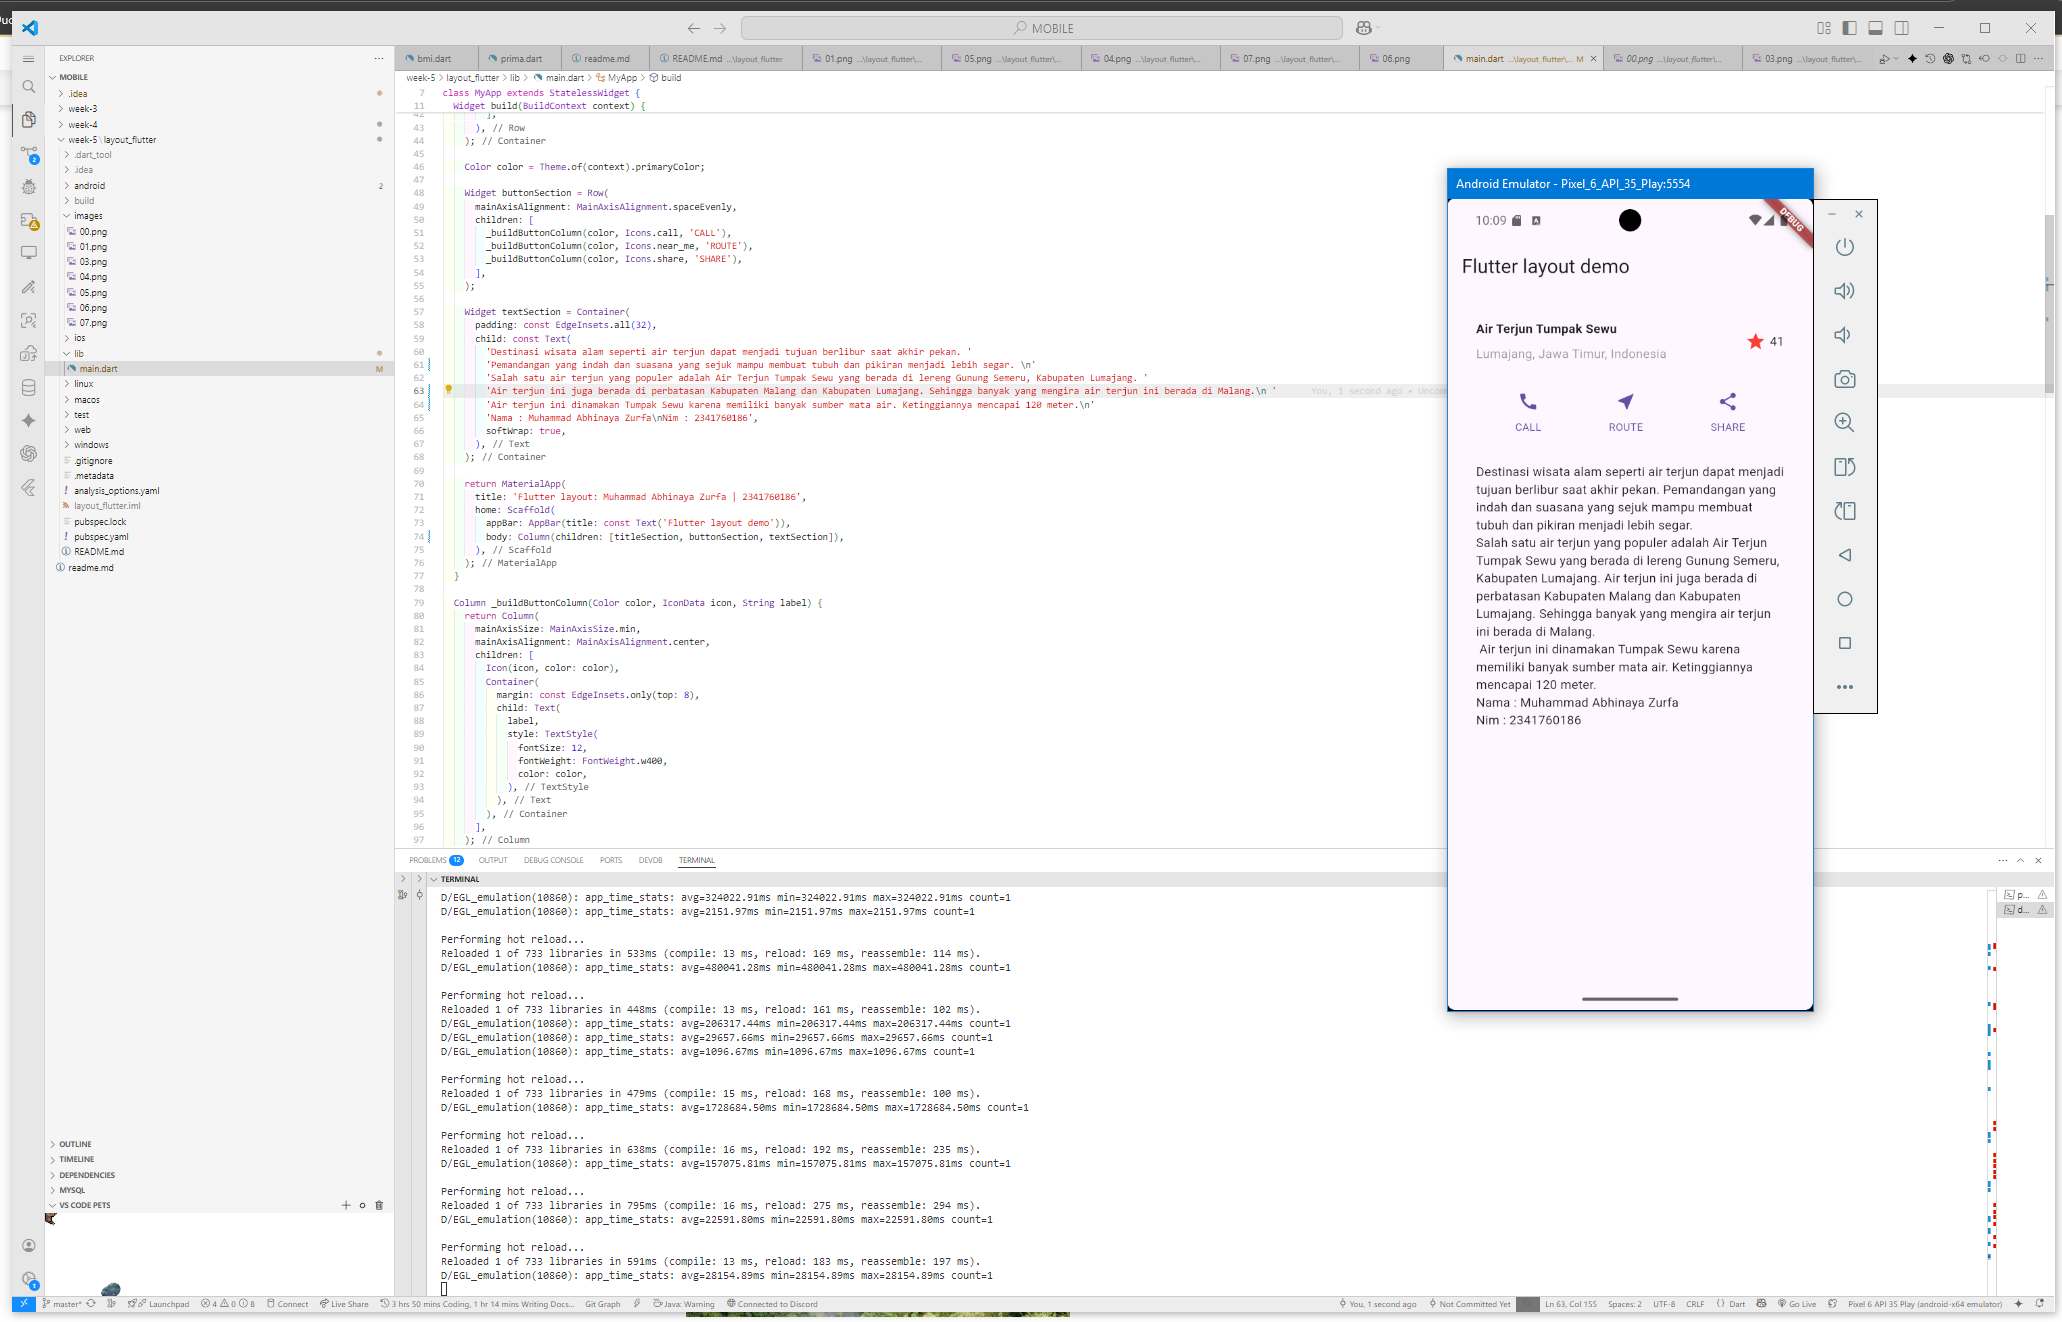 MOBILE
EXPLORER
MOBILE
.idea
week-3
week-4
week-5 \ layout_flutter
.dart_tool
.idea
android 2
build
images
00.png
01.png
03.png
04.png
05.png
06.png
07.png
ios
lib
main.dart M
linux
macos
test
web
windows
.gitignore
.metadata
analysis_options.yaml
layout_flutter.iml
pubspec.lock
pubspec.yaml
README.md
readme.md
OUTLINE
TIMELINE
DEPENDENCIES
MYSQL
VS CODE PETS
bmi.dart
prima.dart
readme.md
README.md ...\layout_flutter
01.png ...\layout_flutter\...
05.png ...\layout_flutter\...
04.png ...\layout_flutter\...
07.png ...\layout_flutter\...
06.png
main.dart ...\layout_flutter\... M
00.png ...\layout_flutter\...
03.png ...\layout_flutter\...
week-5 > layout_flutter > lib > main.dart > MyApp > build
7 class MyApp extends StatelessWidget {
11 Widget build(BuildContext context) {
42 ],
43 ), // Row
44 ); // Container
45
46 Color color = Theme.of(context).primaryColor;
47
48 Widget buttonSection = Row(
49 mainAxisAlignment: MainAxisAlignment.spaceEvenly,
50 children: [
51 _buildButtonColumn(color, Icons.call, 'CALL'),
52 _buildButtonColumn(color, Icons.near_me, 'ROUTE'),
53 _buildButtonColumn(color, Icons.share, 'SHARE'),
54 ],
55 );
56
57 Widget textSection = Container(
58 padding: const EdgeInsets.all(32),
59 child: const Text(
60 'Destinasi wisata alam seperti air terjun dapat menjadi tujuan berlibur saat akhir pekan. '
61 'Pemandangan yang indah dan suasana yang sejuk mampu membuat tubuh dan pikiran menjadi lebih segar. \n'
62 'Salah satu air terjun yang populer adalah Air Terjun Tumpak Sewu yang berada di lereng Gunung Semeru, Kabupaten Lumajang. '
63 'Air terjun ini juga berada di perbatasan Kabupaten Malang dan Kabupaten Lumajang. Sehingga banyak yang mengira air terjun ini berada di Malang.\n ' You, 1 second ago • Uncom
64 'Air terjun ini dinamakan Tumpak Sewu karena memiliki banyak sumber mata air. Ketinggiannya mencapai 120 meter.\n'
65 'Nama : Muhammad Abhinaya Zurfa\nNim : 2341760186',
66 softWrap: true,
67 ), // Text
68 ); // Container
69
70 return MaterialApp(
71 title: 'Flutter layout: Muhammad Abhinaya Zurfa | 2341760186',
72 home: Scaffold(
73 appBar: AppBar(title: const Text('Flutter layout demo')),
74 body: Column(children: [titleSection, buttonSection, textSection]),
75 ), // Scaffold
76 ); // MaterialApp
77 }
78
79 Column _buildButtonColumn(Color color, IconData icon, String label) {
80 return Column(
81 mainAxisSize: MainAxisSize.min,
82 mainAxisAlignment: MainAxisAlignment.center,
83 children: [
84 Icon(icon, color: color),
85 Container(
86 margin: const EdgeInsets.only(top: 8),
87 child: Text(
88 label,
89 style: TextStyle(
90 fontSize: 12,
91 fontWeight: FontWeight.w400,
92 color: color,
93 ), // TextStyle
94 ), // Text
95 ), // Container
96 ],
97 ); // Column
Android Emulator - Pixel_6_API_35_Play:5554
10:09
DEBUG
Flutter layout demo
Air Terjun Tumpak Sewu
Lumajang, Jawa Timur, Indonesia
41
CALL ROUTE SHARE
Destinasi wisata alam seperti air terjun dapat menjadi
tujuan berlibur saat akhir pekan. Pemandangan yang
indah dan suasana yang sejuk mampu membuat
tubuh dan pikiran menjadi lebih segar.
Salah satu air terjun yang populer adalah Air Terjun
Tumpak Sewu yang berada di lereng Gunung Semeru,
Kabupaten Lumajang. Air terjun ini juga berada di
perbatasan Kabupaten Malang dan Kabupaten
Lumajang. Sehingga banyak yang mengira air terjun
ini berada di Malang.
Air terjun ini dinamakan Tumpak Sewu karena
memiliki banyak sumber mata air. Ketinggiannya
mencapai 120 meter.
Nama : Muhammad Abhinaya Zurfa
Nim : 2341760186
PROBLEMS 12 OUTPUT DEBUG CONSOLE PORTS DEVDB TERMINAL
TERMINAL
D/EGL_emulation(10860): app_time_stats: avg=324022.91ms min=324022.91ms max=324022.91ms count=1
D/EGL_emulation(10860): app_time_stats: avg=2151.97ms min=2151.97ms max=2151.97ms count=1
Performing hot reload...
Reloaded 1 of 733 libraries in 533ms (compile: 13 ms, reload: 169 ms, reassemble: 114 ms).
D/EGL_emulation(10860): app_time_stats: avg=480041.28ms min=480041.28ms max=480041.28ms count=1
Performing hot reload...
Reloaded 1 of 733 libraries in 448ms (compile: 13 ms, reload: 161 ms, reassemble: 102 ms).
D/EGL_emulation(10860): app_time_stats: avg=206317.44ms min=206317.44ms max=206317.44ms count=1
D/EGL_emulation(10860): app_time_stats: avg=29657.66ms min=29657.66ms max=29657.66ms count=1
D/EGL_emulation(10860): app_time_stats: avg=1096.67ms min=1096.67ms max=1096.67ms count=1
Performing hot reload...
Reloaded 1 of 733 libraries in 479ms (compile: 15 ms, reload: 168 ms, reassemble: 100 ms).
D/EGL_emulation(10860): app_time_stats: avg=1728684.50ms min=1728684.50ms max=1728684.50ms count=1
Performing hot reload...
Reloaded 1 of 733 libraries in 638ms (compile: 16 ms, reload: 192 ms, reassemble: 235 ms).
D/EGL_emulation(10860): app_time_stats: avg=157075.81ms min=157075.81ms max=157075.81ms count=1
Performing hot reload...
Reloaded 1 of 733 libraries in 795ms (compile: 16 ms, reload: 275 ms, reassemble: 294 ms).
D/EGL_emulation(10860): app_time_stats: avg=22591.80ms min=22591.80ms max=22591.80ms count=1
Performing hot reload...
Reloaded 1 of 733 libraries in 591ms (compile: 13 ms, reload: 183 ms, reassemble: 197 ms).
D/EGL_emulation(10860): app_time_stats: avg=28154.89ms min=28154.89ms max=28154.89ms count=1
p...
d...
master* Launchpad 4 0 8 Connect Live Share 3 hrs 50 mins Coding, 1 hr 14 mins Writing Docs... Git Graph Java: Warning Connected to Discord You, 1 second ago Not Committed Yet Ln 63, Col 155 Spaces: 2 UTF-8 CRLF Dart Go Live Pixel 6 API 35 Play (android-x64 emulator)